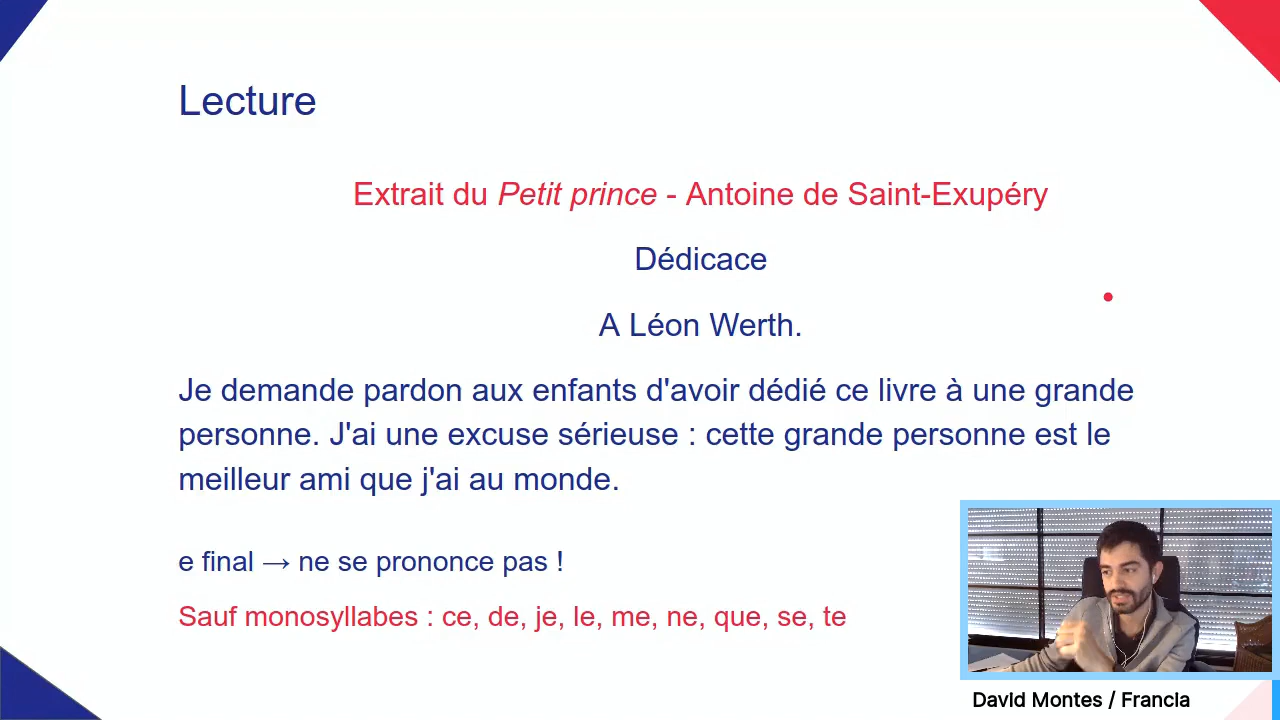 Lecture
Extrait du Petit prince - Antoine de Saint-Exupéry
Dédicace
A Léon Werth.
Je demande pardon aux enfants d'avoir dédié ce livre à une grande
personne. J'ai une excuse sérieuse : cette grande personne est le
meilleur ami que j'ai au monde.
e final → ne se prononce pas !
Sauf monosyllabes : ce, de, je, le, me, ne, que, se, te
David Montes / Francia